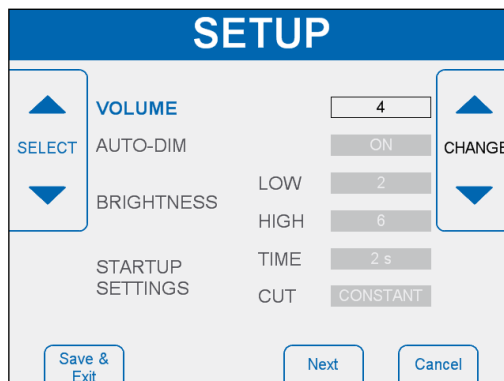 SETUP
VOLUME 4
SELECT AUTO-DIM ON CHANGE
LOW 2
BRIGHTNESS
HIGH 6
TIME 2 s
STARTUP
SETTINGS
CUT CONSTANT
Save &
Exit
Next
Cancel